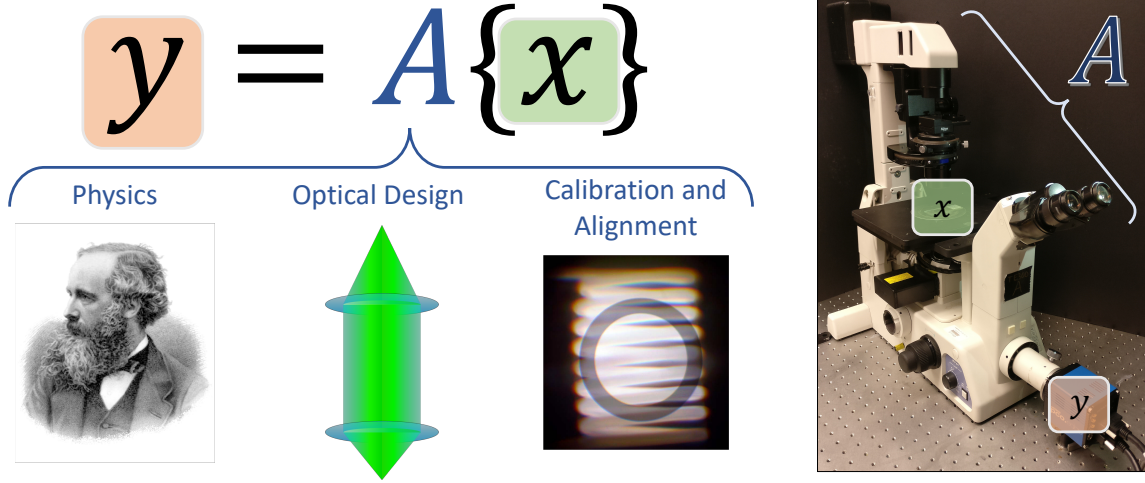 y = A{x}
Physics
Optical Design
Calibration and
Alignment
A
x
y